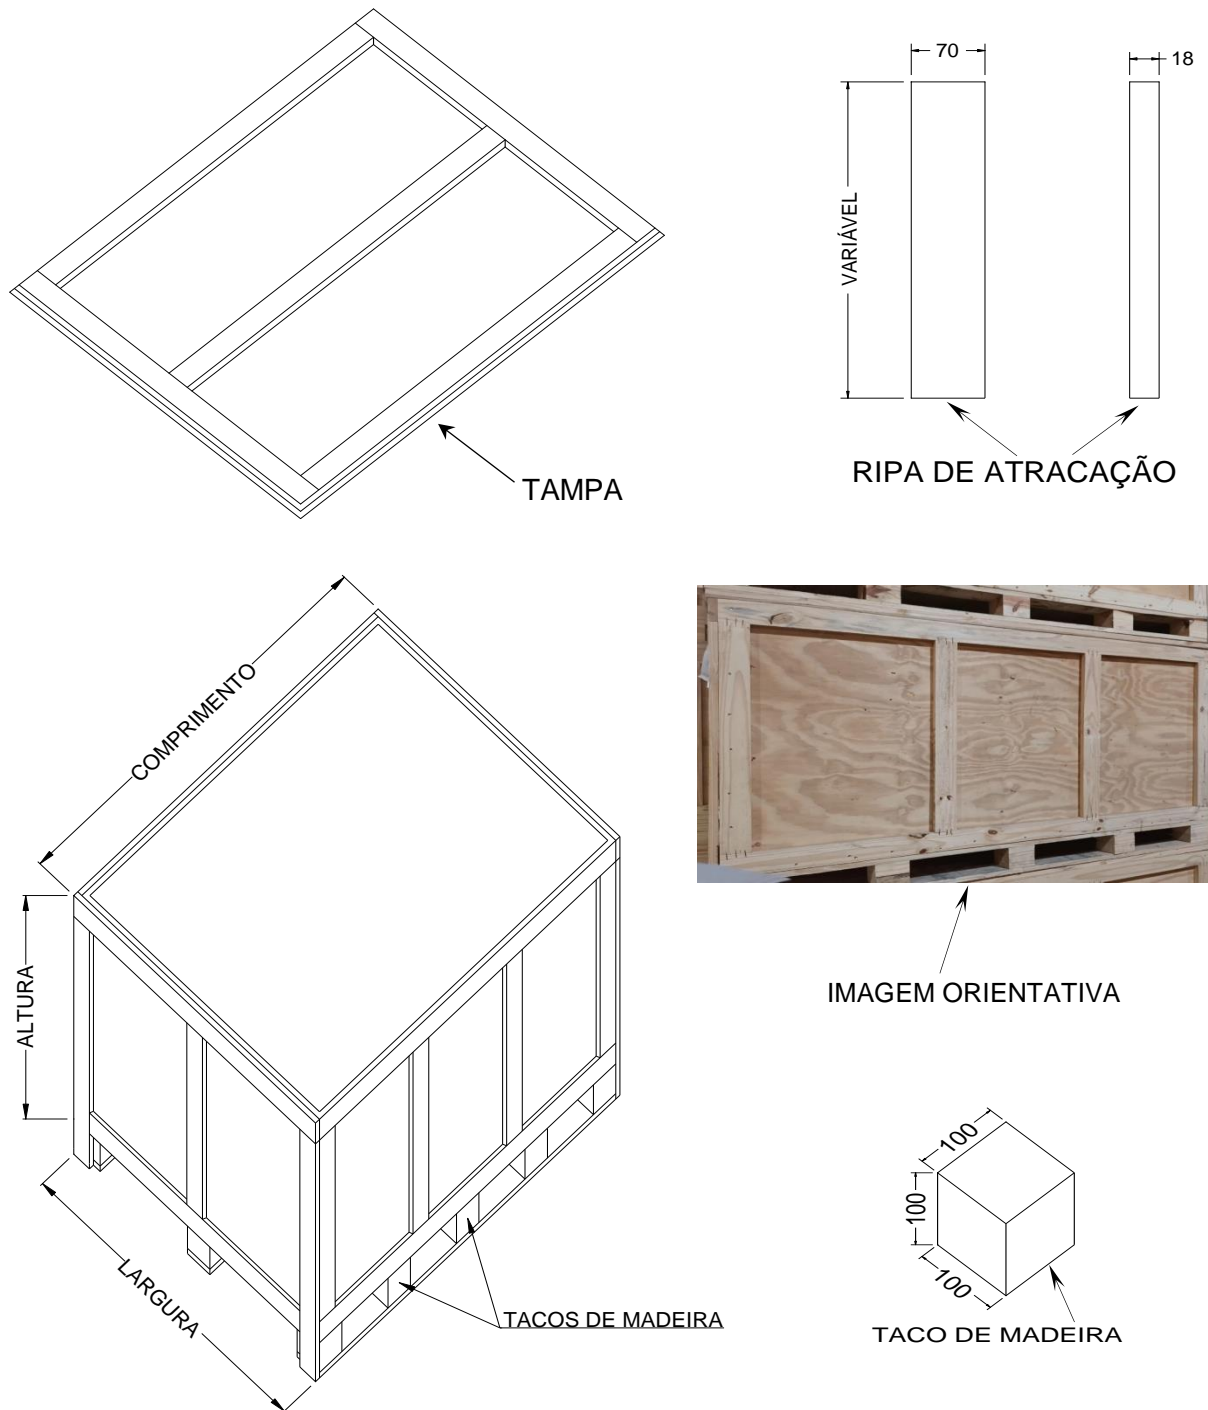 70
18
VARIÁVEL
TAMPA
RIPA DE ATRACAÇÃO
COMPRIMENTO
ALTURA
LARGURA
TACOS DE MADEIRA
IMAGEM ORIENTATIVA
100
100
100
TACO DE MADEIRA